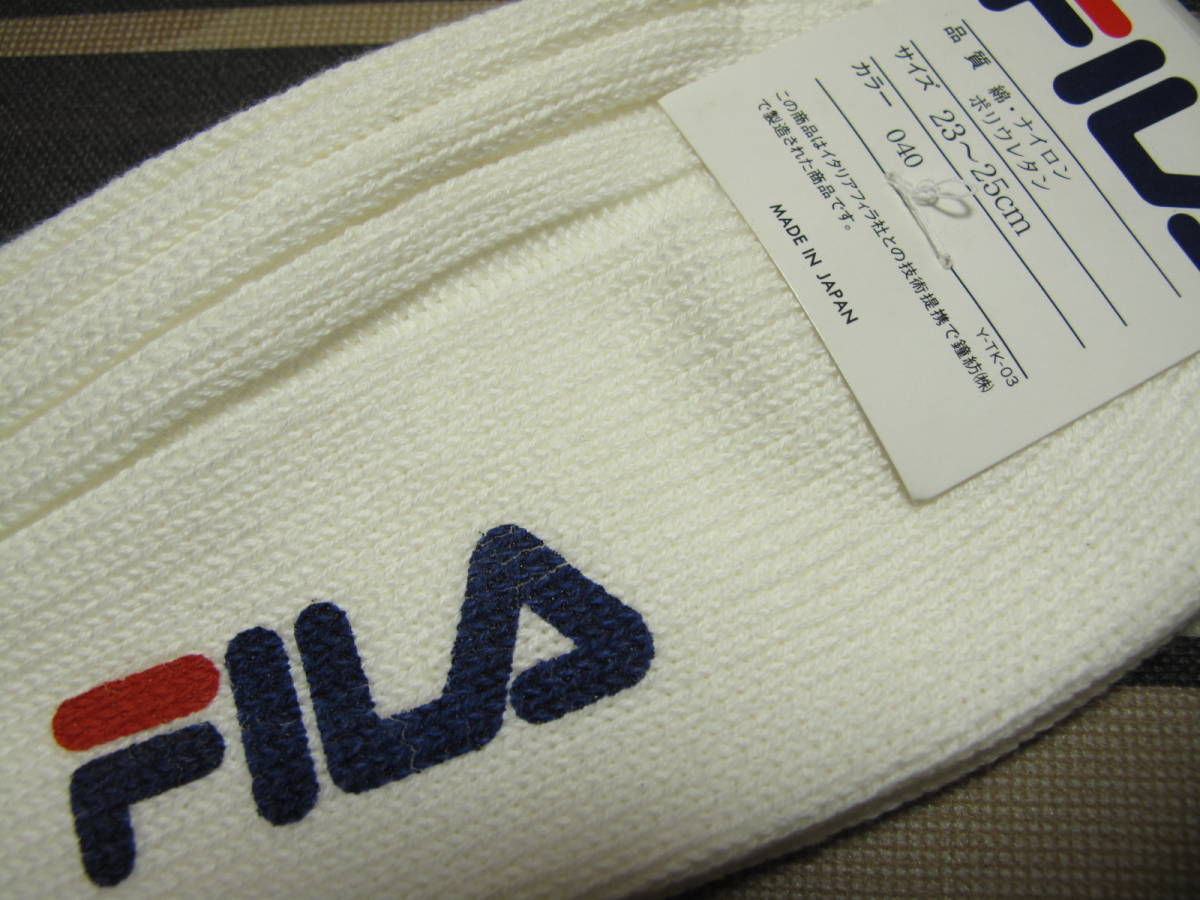 FILA
品質 綿・ナイロン
ポリウレタン
サイズ 23~25cm
カラー 040
Y-TK-03
この商品はイタリアフィラ社との技術提携で鐘紡㈱
で製造された商品です。
MADE IN JAPAN
FILA